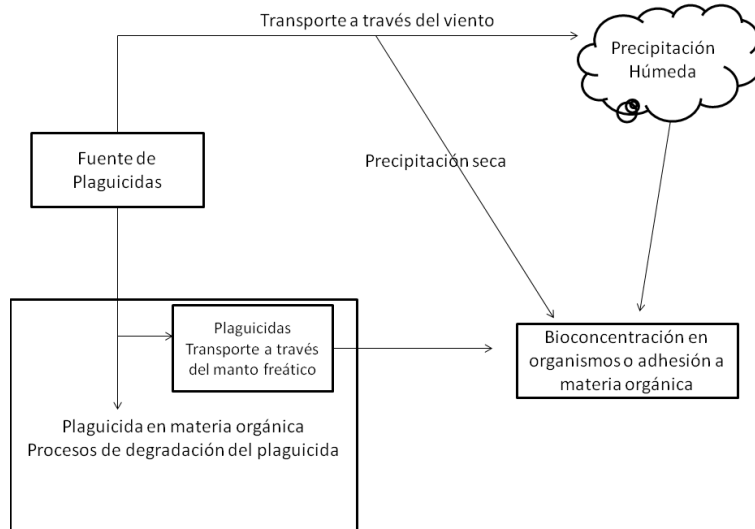 Transporte a través del viento
Precipitación
Húmeda
Fuente de
Plaguicidas
Precipitación seca
Plaguicidas
Transporte a través
del manto freático
Bioconcentración en
organismos o adhesión a
materia orgánica
Plaguicida en materia orgánica
Procesos de degradación del plaguicida